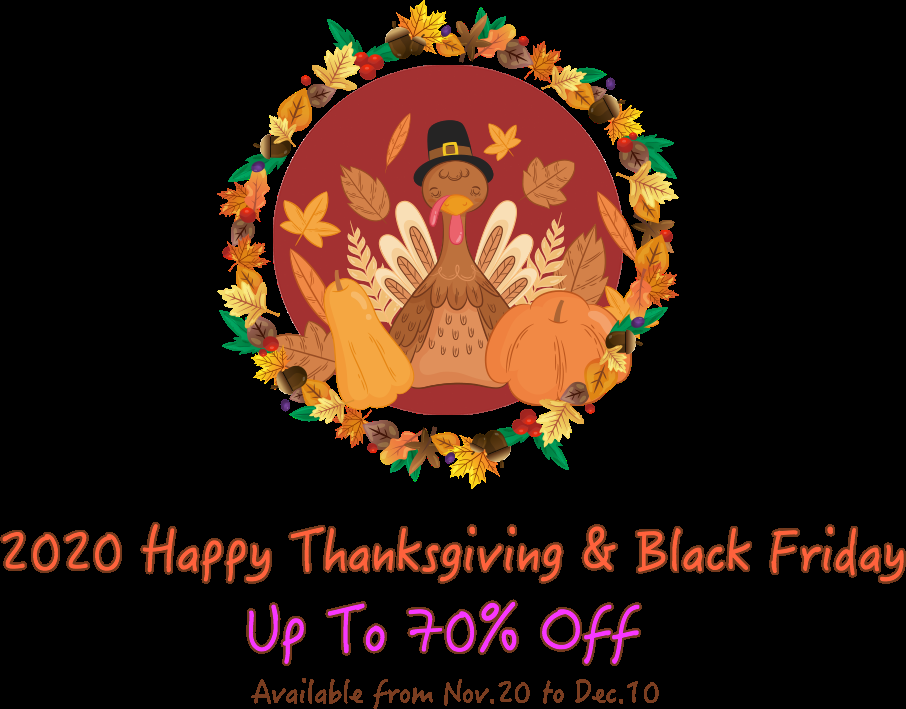 2020 Happy Thanksgiving & Black Friday
Up To 70% Off
Available from Nov.20 to Dec.10